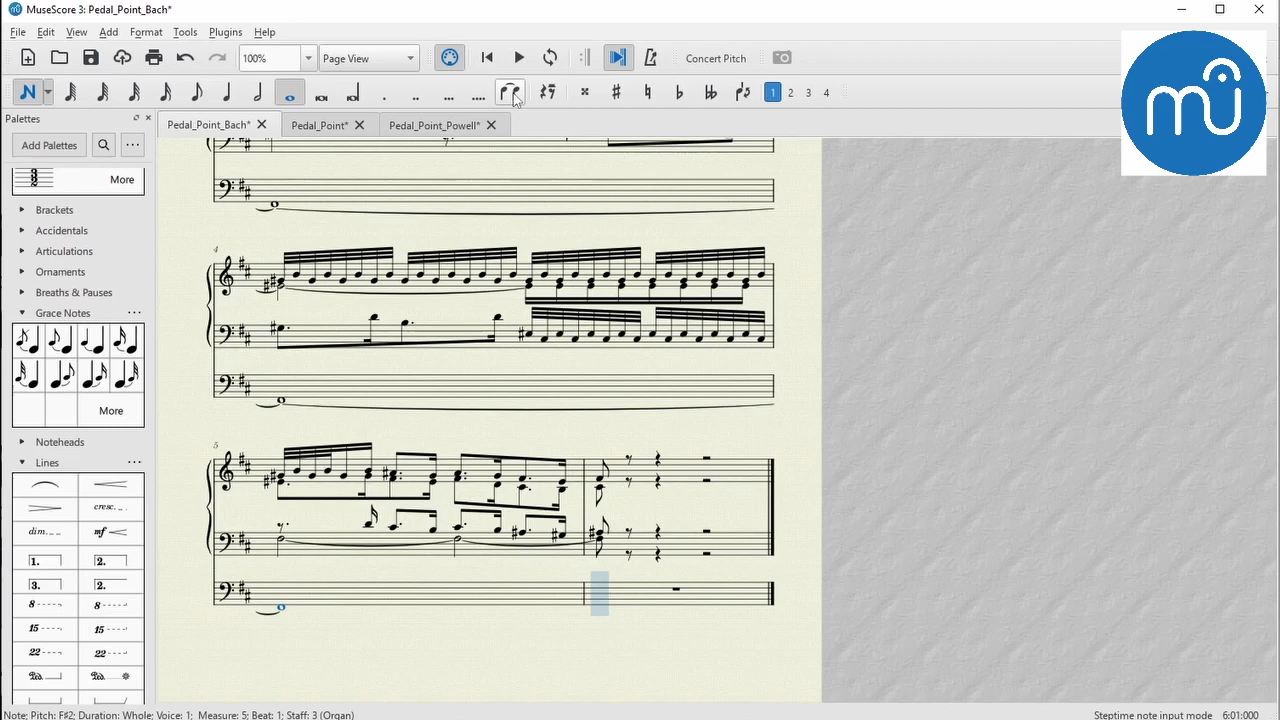 MuseScore 3: Pedal_Point_Bach*
File Edit View Add Format Tools Plugins Help
100% Page View Concert Pitch
1 2 3 4
Palettes
Pedal_Point_Bach* Pedal_Point* Pedal_Point_Powell*
Add Palettes
More
Brackets
Accidentals
Articulations
Ornaments
Breaths & Pauses
Grace Notes
More
Noteheads
Lines
cresc.
dim. mf
1. 2.
3. 2.
8 8
15 15
22 22
4
5
Note; Pitch: F♯2; Duration: Whole; Voice: 1; Measure: 5; Beat: 1; Staff: 3 (Organ)
Steptime note input mode 6:01:000